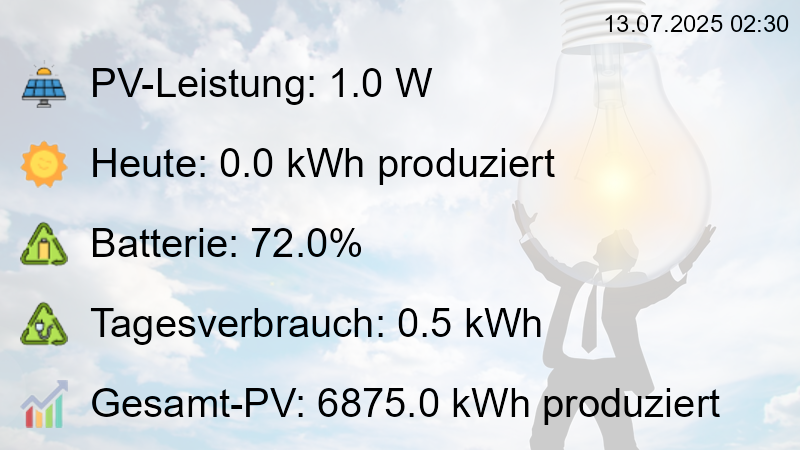 13.07.2025 02:30
PV-Leistung: 1.0 W
Heute: 0.0 kWh produziert
Batterie: 72.0%
Tagesverbrauch: 0.5 kWh
Gesamt-PV: 6875.0 kWh produziert